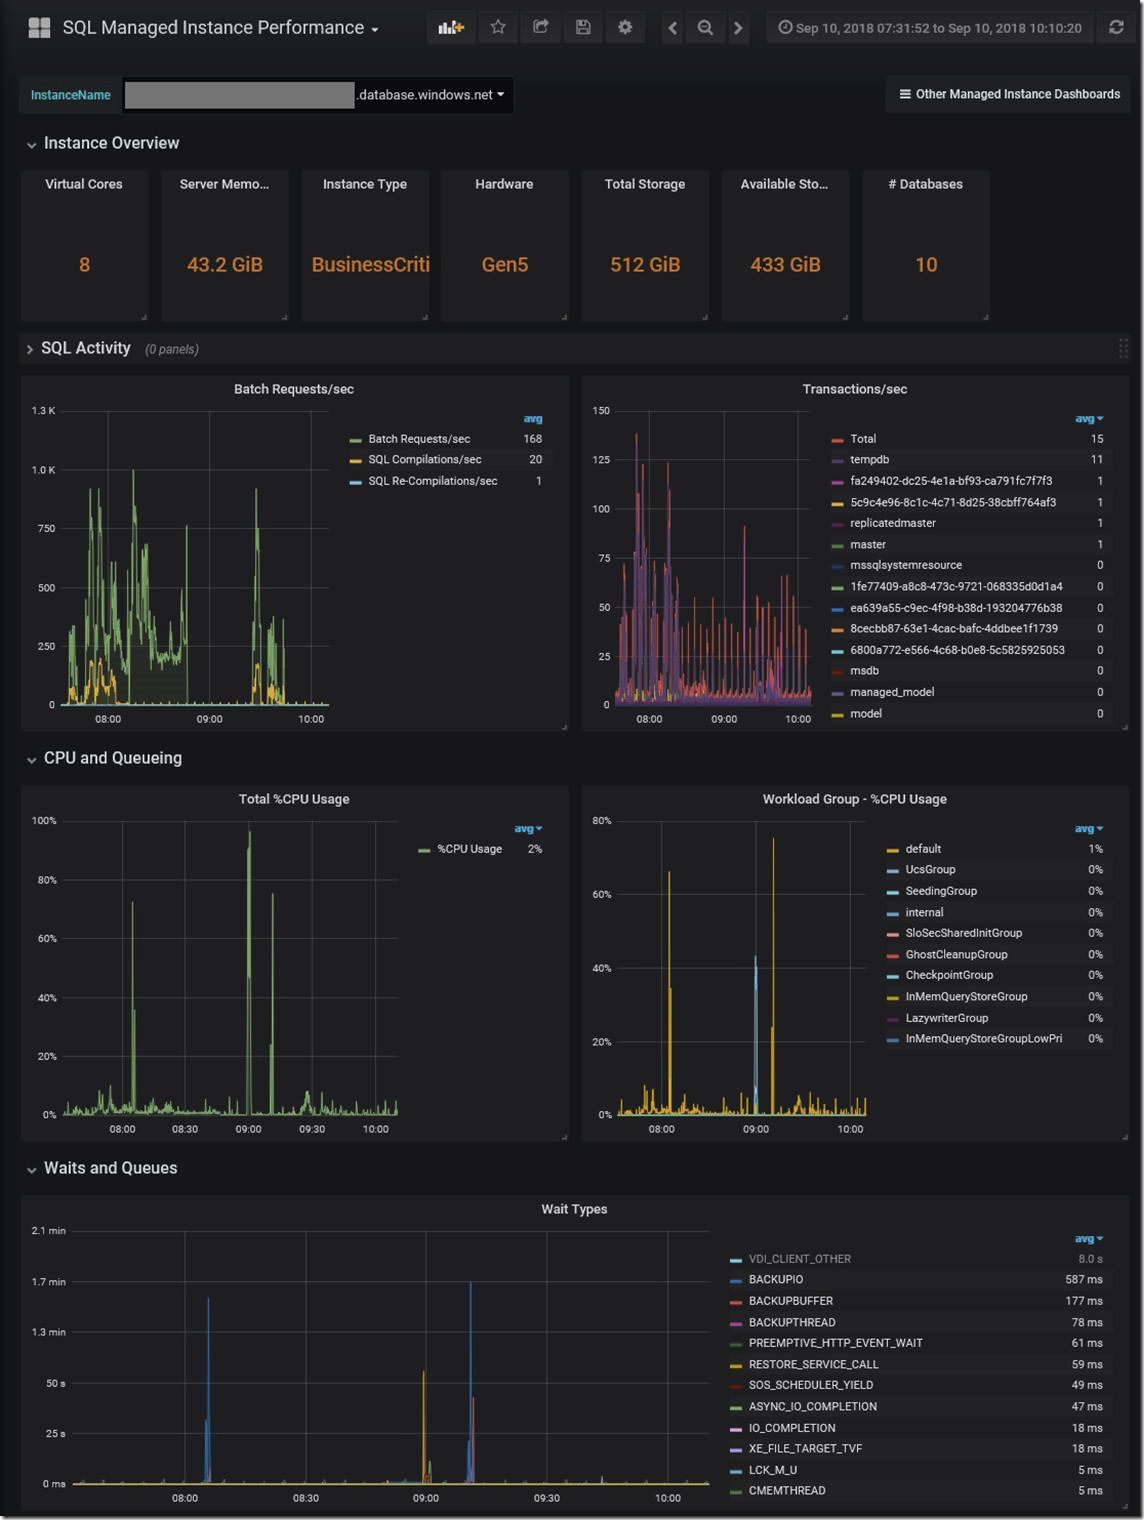 SQL Managed Instance Performance
Sep 10, 2018 07:31:52 to Sep 10, 2018 10:10:20
InstanceName
.database.windows.net
Other Managed Instance Dashboards
Instance Overview
Virtual Cores
8
Server Memo...
43.2 GiB
Instance Type
BusinessCriti
Hardware
Gen5
Total Storage
512 GiB
Available Sto...
433 GiB
# Databases
10
SQL Activity (0 panels)
Batch Requests/sec
1.3 K
1.0 K
750
500
250
0
08:00 09:00 10:00
avg
Batch Requests/sec 168
SQL Compilations/sec 20
SQL Re-Compilations/sec 1
Transactions/sec
150
125
100
75
50
25
0
08:00 09:00 10:00
avg
Total 15
tempdb 11
fa249402-dc25-4e1a-bf93-ca791fc7f7f3 1
5c9c4e96-8c1c-4c71-8d25-38cbff764af3 1
replicatedmaster 1
master 1
mssqlsystemresource 0
1fe77409-a8c8-473c-9721-068335d0d1a4 0
ea639a55-c9ec-4f98-b38d-193204776b38 0
8cecbb87-63e1-4cac-bafc-4ddbee1f1739 0
6800a772-e566-4c68-b0e8-5c5825925053 0
msdb 0
managed_model 0
model 0
CPU and Queueing
Total %CPU Usage
100%
80%
60%
40%
20%
0%
08:00 08:30 09:00 09:30 10:00
avg
%CPU Usage 2%
Workload Group - %CPU Usage
80%
60%
40%
20%
0%
08:00 09:00 10:00
avg
default 1%
UcsGroup 0%
SeedingGroup 0%
internal 0%
SloSecSharedInitGroup 0%
GhostCleanupGroup 0%
CheckpointGroup 0%
InMemQueryStoreGroup 0%
LazywriterGroup 0%
InMemQueryStoreGroupLowPri 0%
Waits and Queues
Wait Types
2.1 min
1.7 min
1.3 min
50 s
25 s
0 ms
08:00 08:30 09:00 09:30 10:00
avg
VDI_CLIENT_OTHER 8.0 s
BACKUPIO 587 ms
BACKUPBUFFER 177 ms
BACKUPTHREAD 78 ms
PREEMPTIVE_HTTP_EVENT_WAIT 61 ms
RESTORE_SERVICE_CALL 59 ms
SOS_SCHEDULER_YIELD 49 ms
ASYNC_IO_COMPLETION 47 ms
IO_COMPLETION 18 ms
XE_FILE_TARGET_TVF 18 ms
LCK_M_U 5 ms
CMEMTHREAD 5 ms